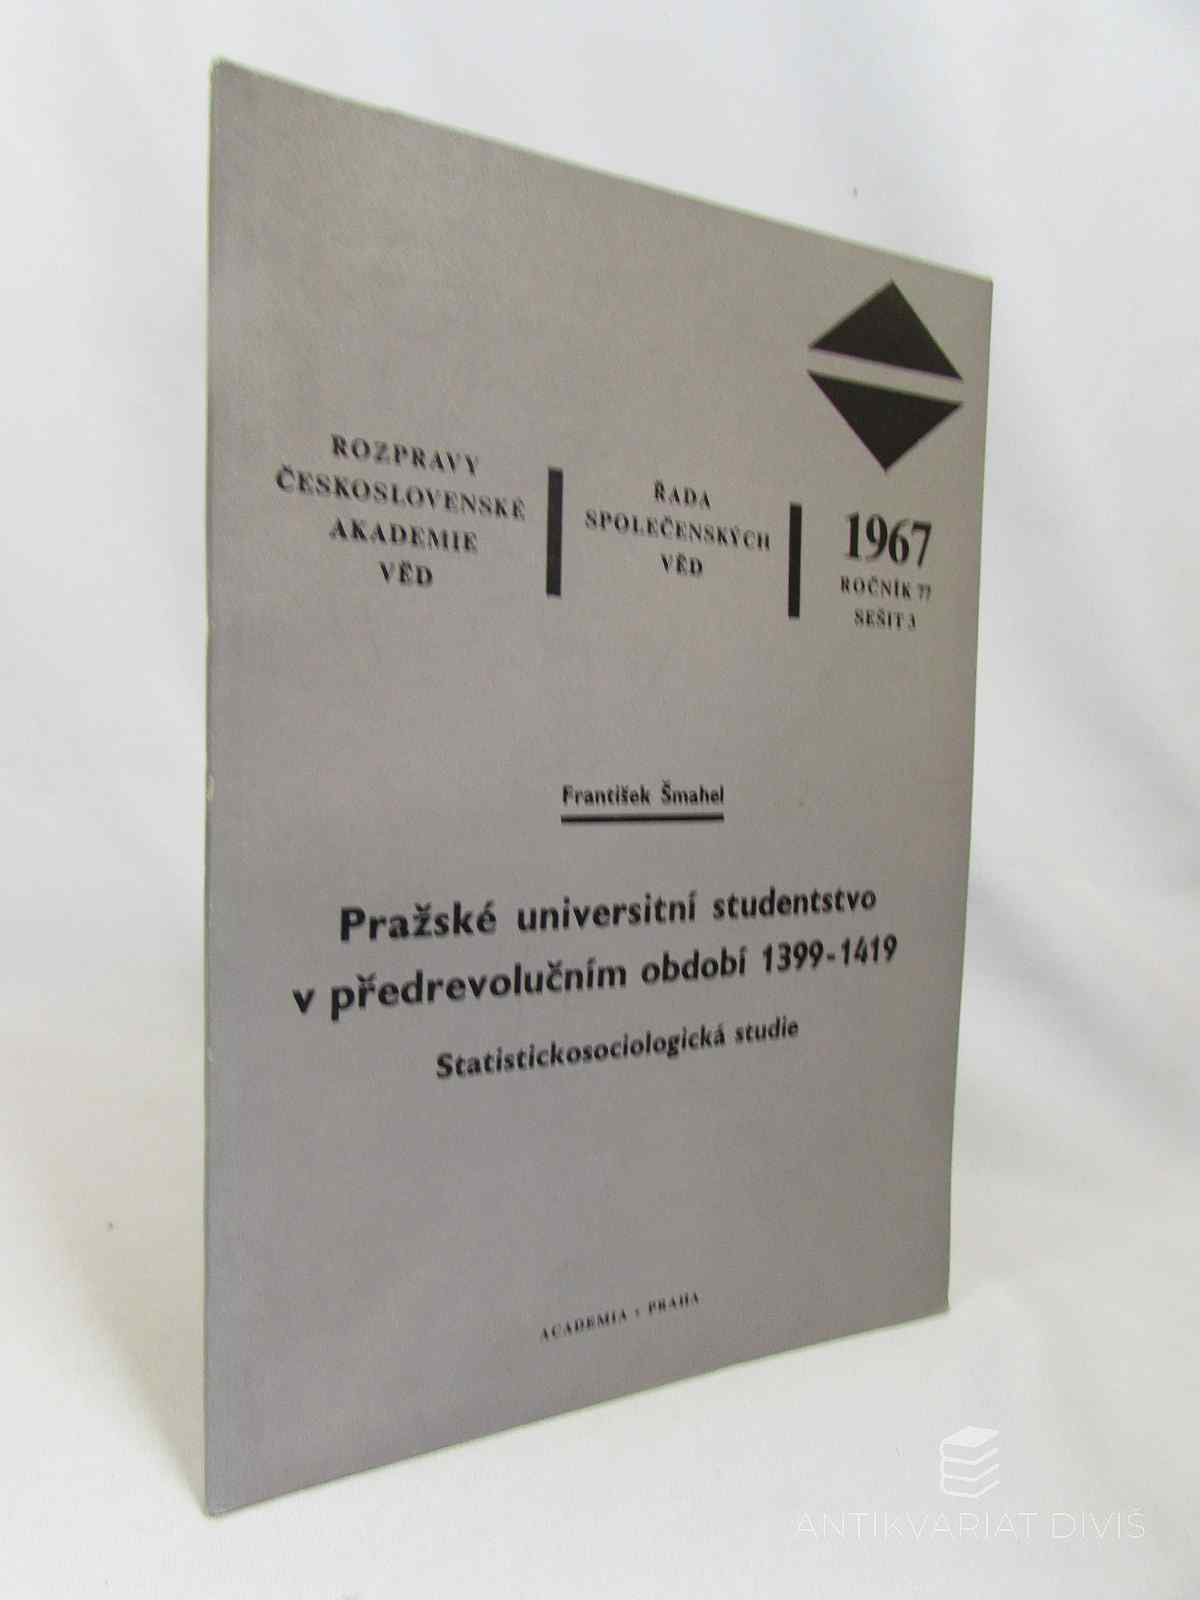 ROZPRAVY
ČESKOSLOVENSKÉ
AKADEMIE
VĚD
ŘADA
SPOLEČENSKÝCH
VĚD
1967
ROČNÍK 77
SEŠIT 3
František Šmahel
Pražské universitní studentstvo
v předrevolučním období 1399-1419
Statistickosociologická studie
ACADEMIA • PRAHA
ANTIKVARIAT DIVIŠ